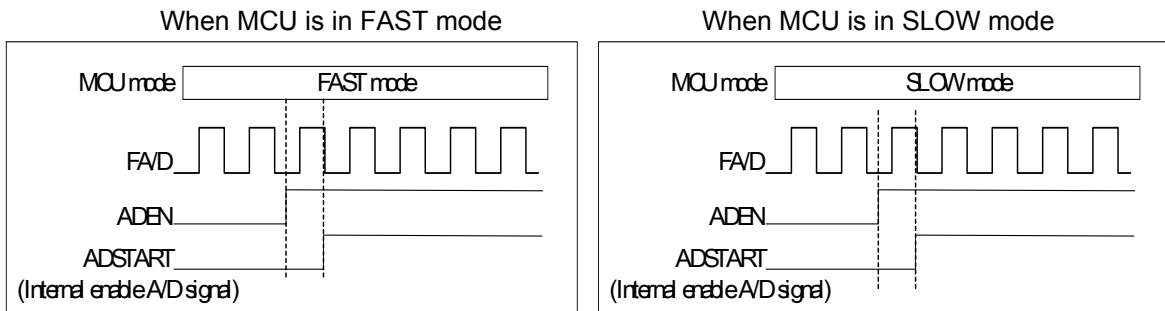 When MCU is in FAST mode
MCU mode FAST mode
FA/D
ADEN
ADSTART
(Internal enable A/D signal)
When MCU is in SLOW mode
MCU mode SLOW mode
FA/D
ADEN
ADSTART
(Internal enable A/D signal)